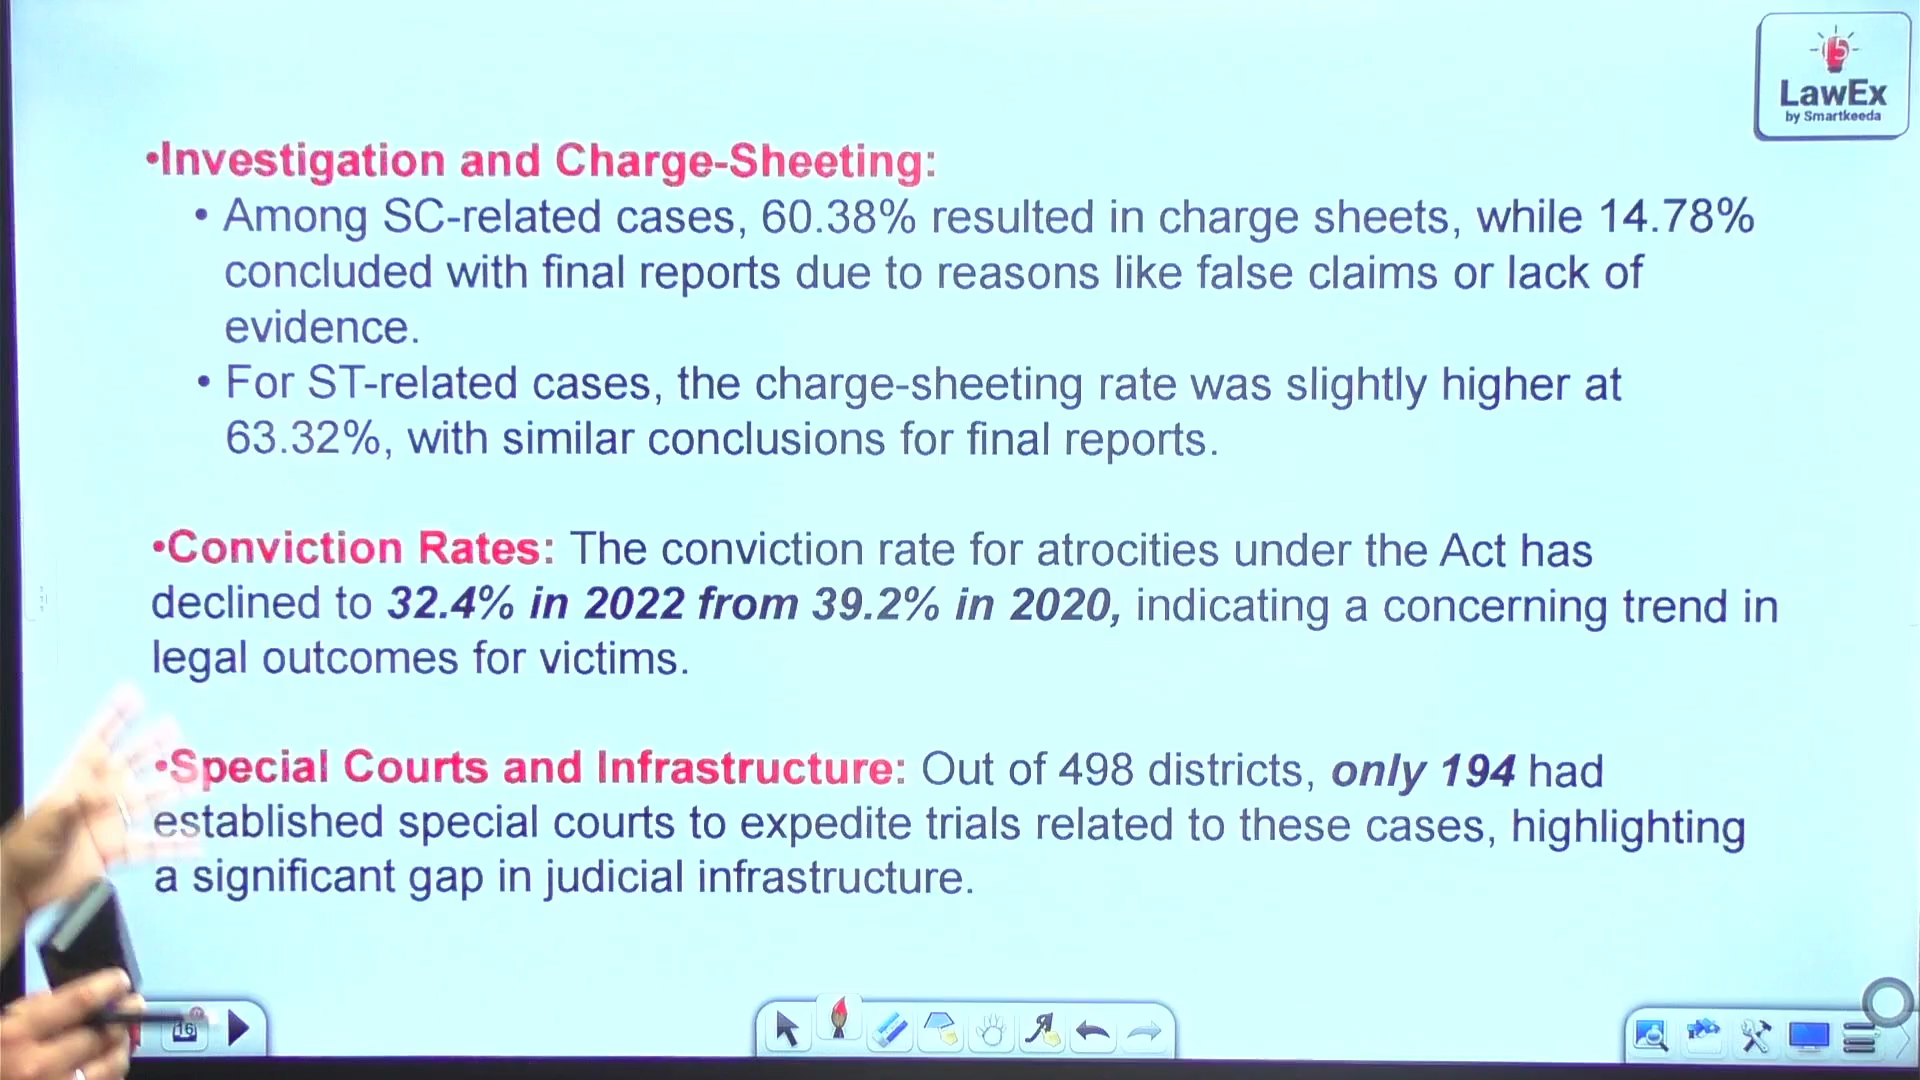 LawEx
by Smartkeeda
•Investigation and Charge-Sheeting:
• Among SC-related cases, 60.38% resulted in charge sheets, while 14.78%
concluded with final reports due to reasons like false claims or lack of
evidence.
• For ST-related cases, the charge-sheeting rate was slightly higher at
63.32%, with similar conclusions for final reports.
•Conviction Rates: The conviction rate for atrocities under the Act has
declined to 32.4% in 2022 from 39.2% in 2020, indicating a concerning trend in
legal outcomes for victims.
•Special Courts and Infrastructure: Out of 498 districts, only 194 had
established special courts to expedite trials related to these cases, highlighting
a significant gap in judicial infrastructure.
16